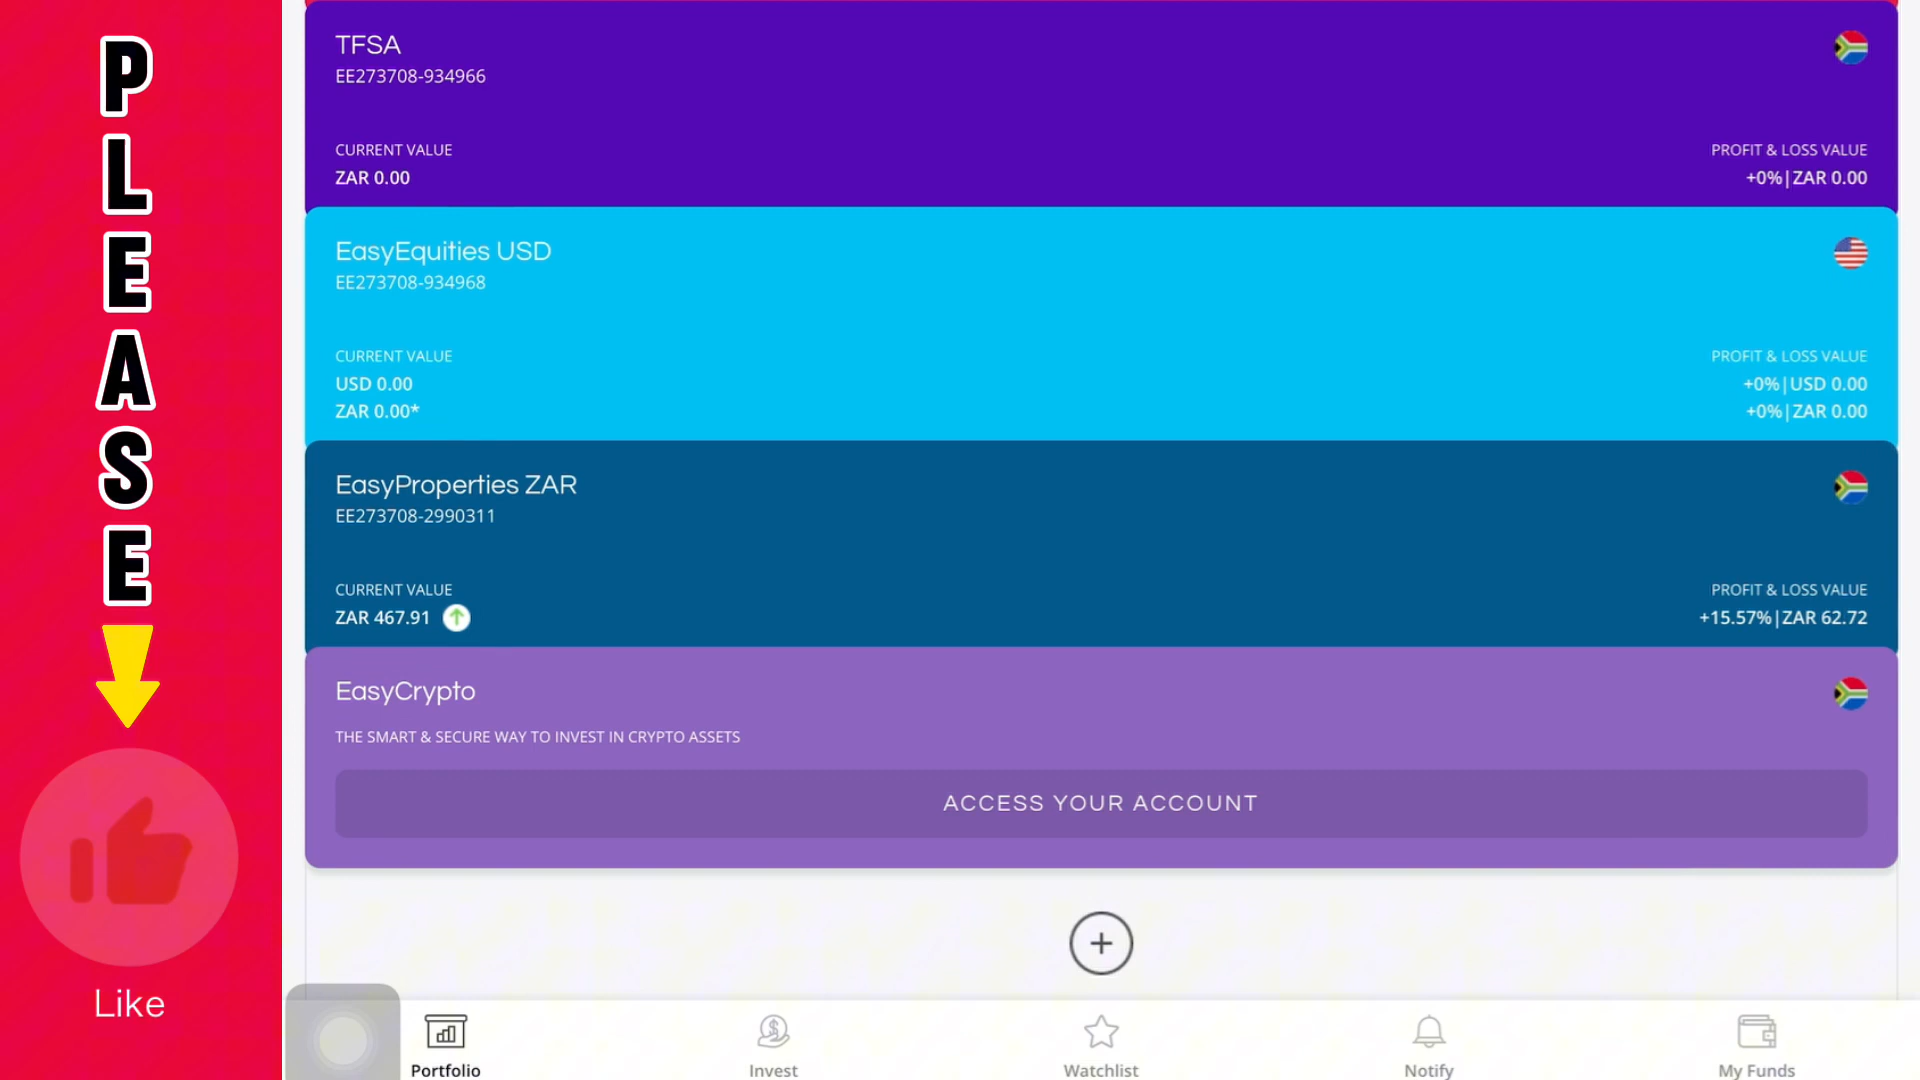 PLEASE
Like
TFSA
EE273708-934966
CURRENT VALUE
PROFIT & LOSS VALUE
ZAR 0.00
+0%|ZAR 0.00
EasyEquities USD
EE273708-934968
CURRENT VALUE
PROFIT & LOSS VALUE
USD 0.00
+0%|USD 0.00
ZAR 0.00*
+0%|ZAR 0.00
EasyProperties ZAR
EE273708-2990311
CURRENT VALUE
PROFIT & LOSS VALUE
ZAR 467.91
+15.57%|ZAR 62.72
EasyCrypto
THE SMART & SECURE WAY TO INVEST IN CRYPTO ASSETS
ACCESS YOUR ACCOUNT
Portfolio
Invest
Watchlist
Notify
My Funds